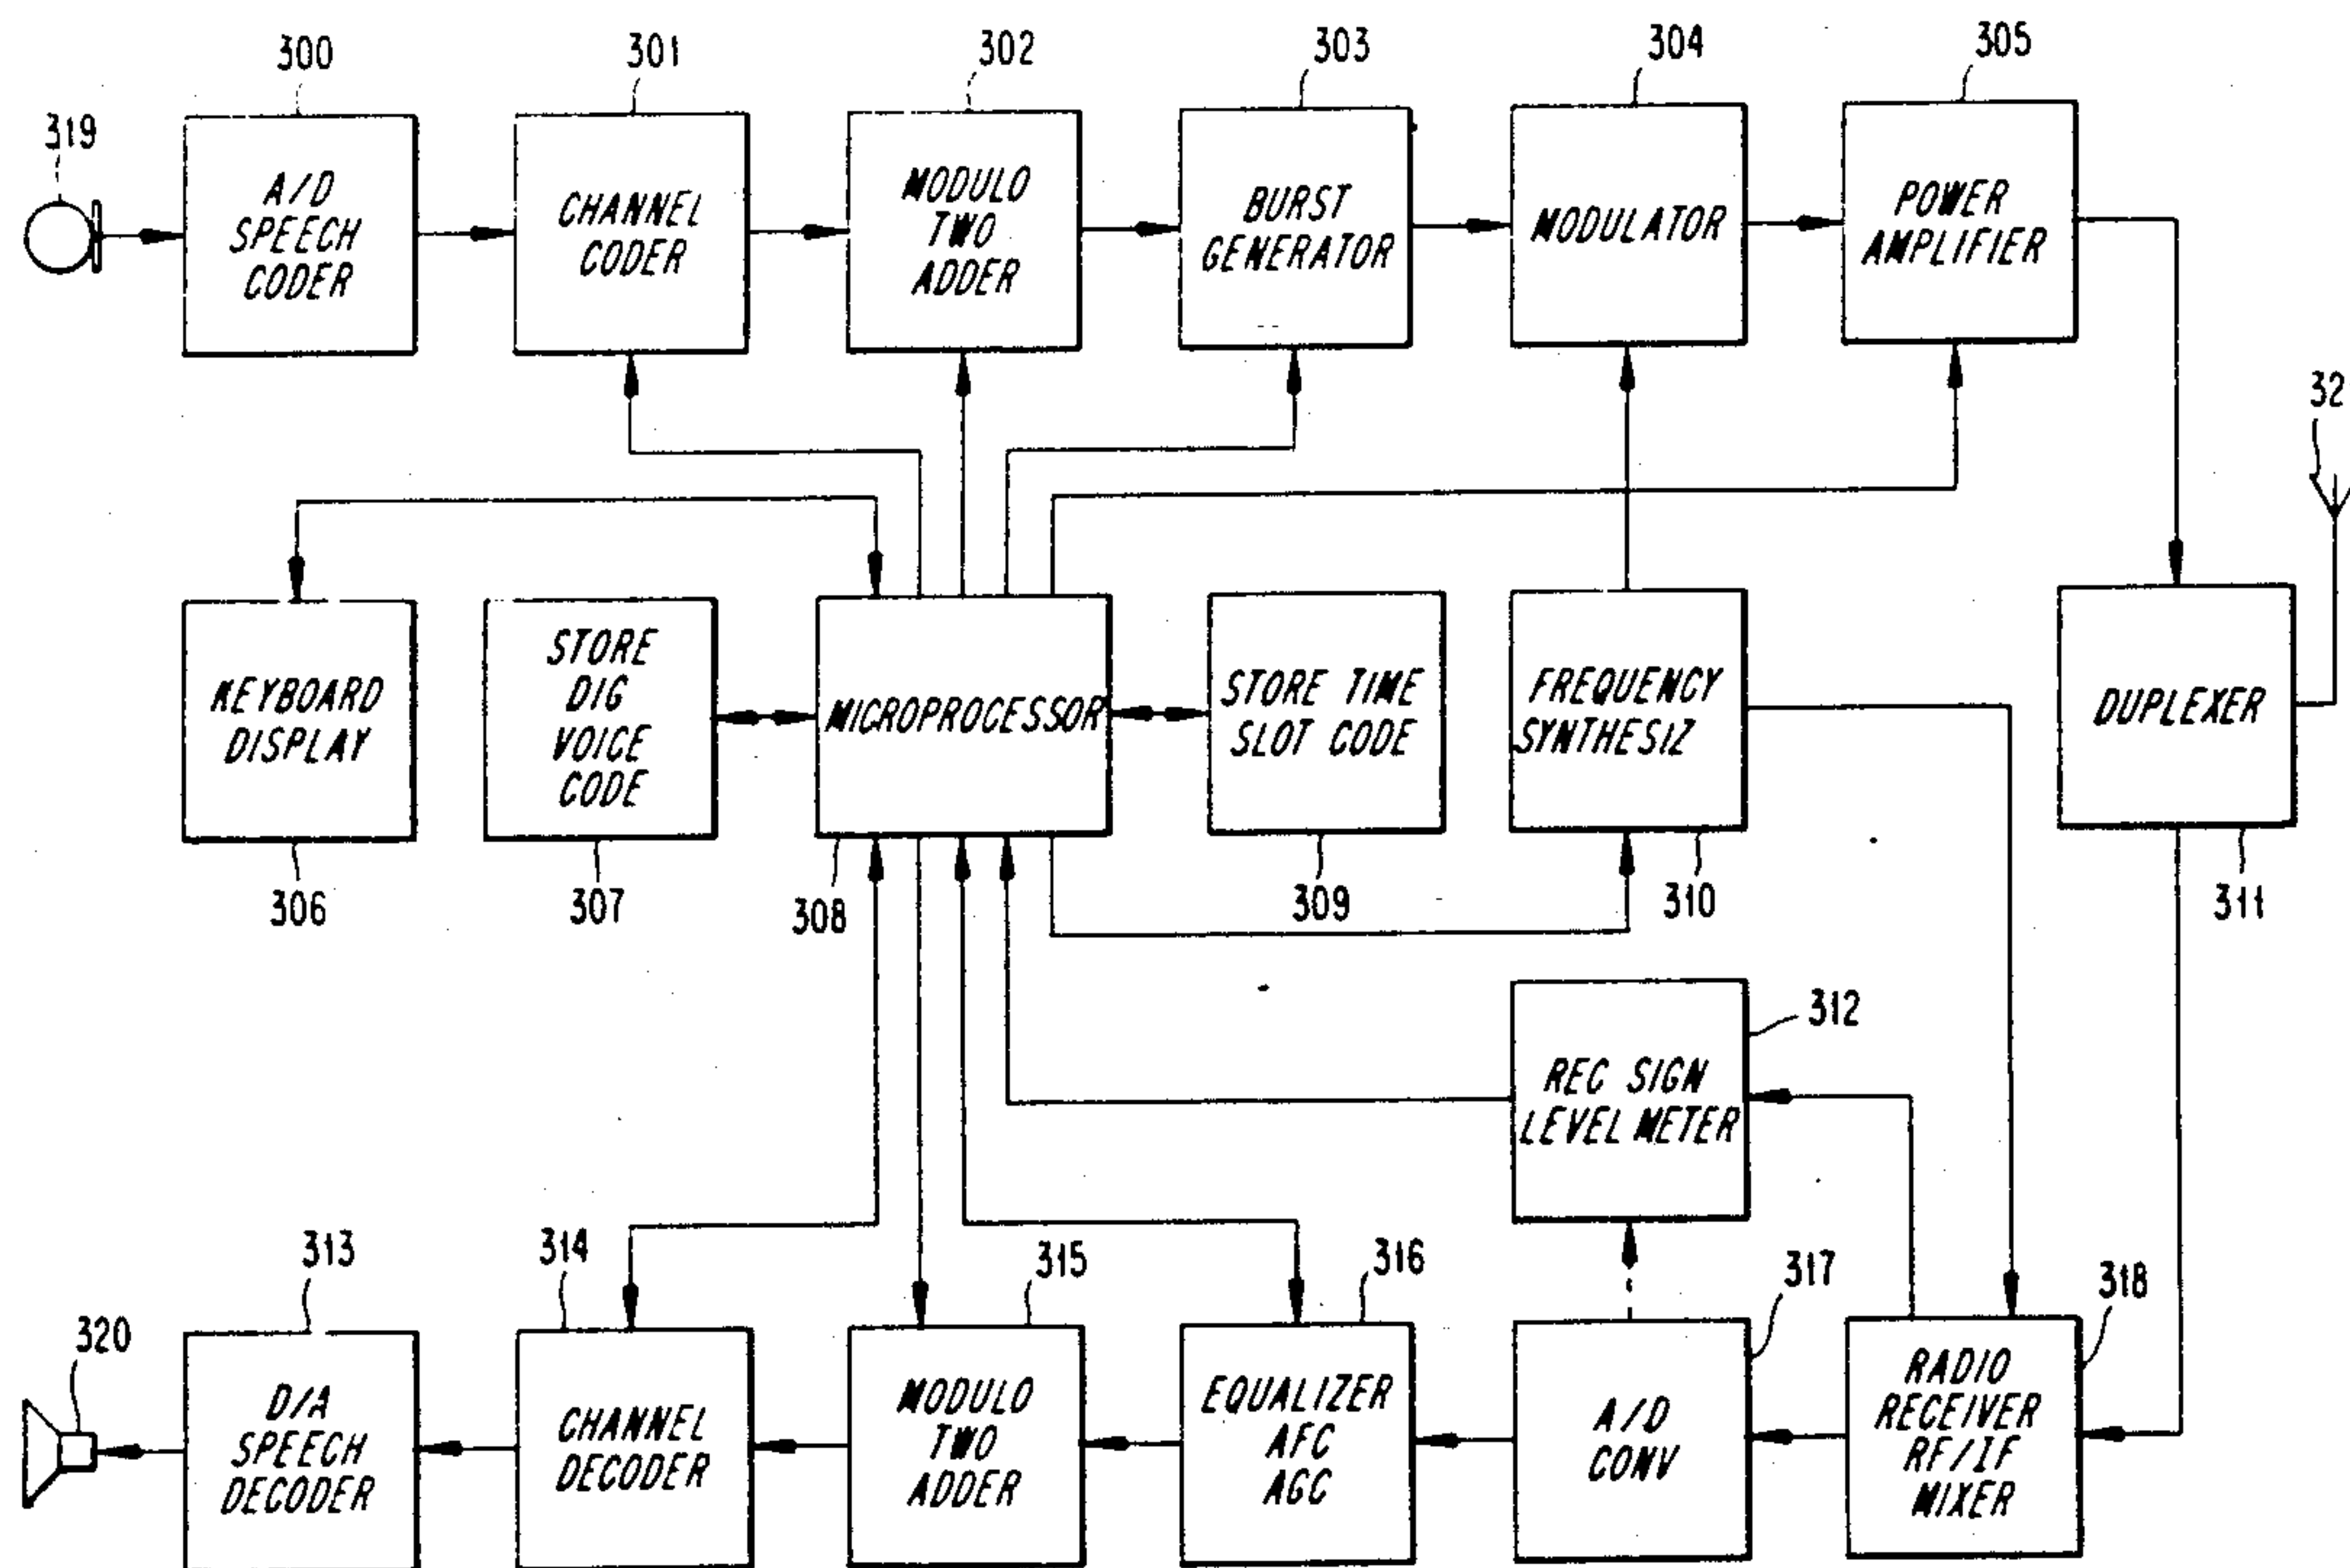 300
301
302
303
304
305
319
A/D
SPEECH
CODER
CHANNEL
CODER
MODULO
TWO
ADDER
BURST
GENERATOR
MODULATOR
POWER
AMPLIFIER
32
KEYBOARD
DISPLAY
STORE
DIG
VOICE
CODE
MICROPROCESSOR
STORE TIME
SLOT CODE
FREQUENCY
SYNTHESIZ
DUPLEXER
306
307
308
309
310
311
312
REC SIGN
LEVEL METER
313
314
315
316
317
318
320
D/A
SPEECH
DECODER
CHANNEL
DECODER
MODULO
TWO
ADDER
EQUALIZER
AFC
AGC
A/D
CONV
RADIO
RECEIVER
RF/IF
MIXER